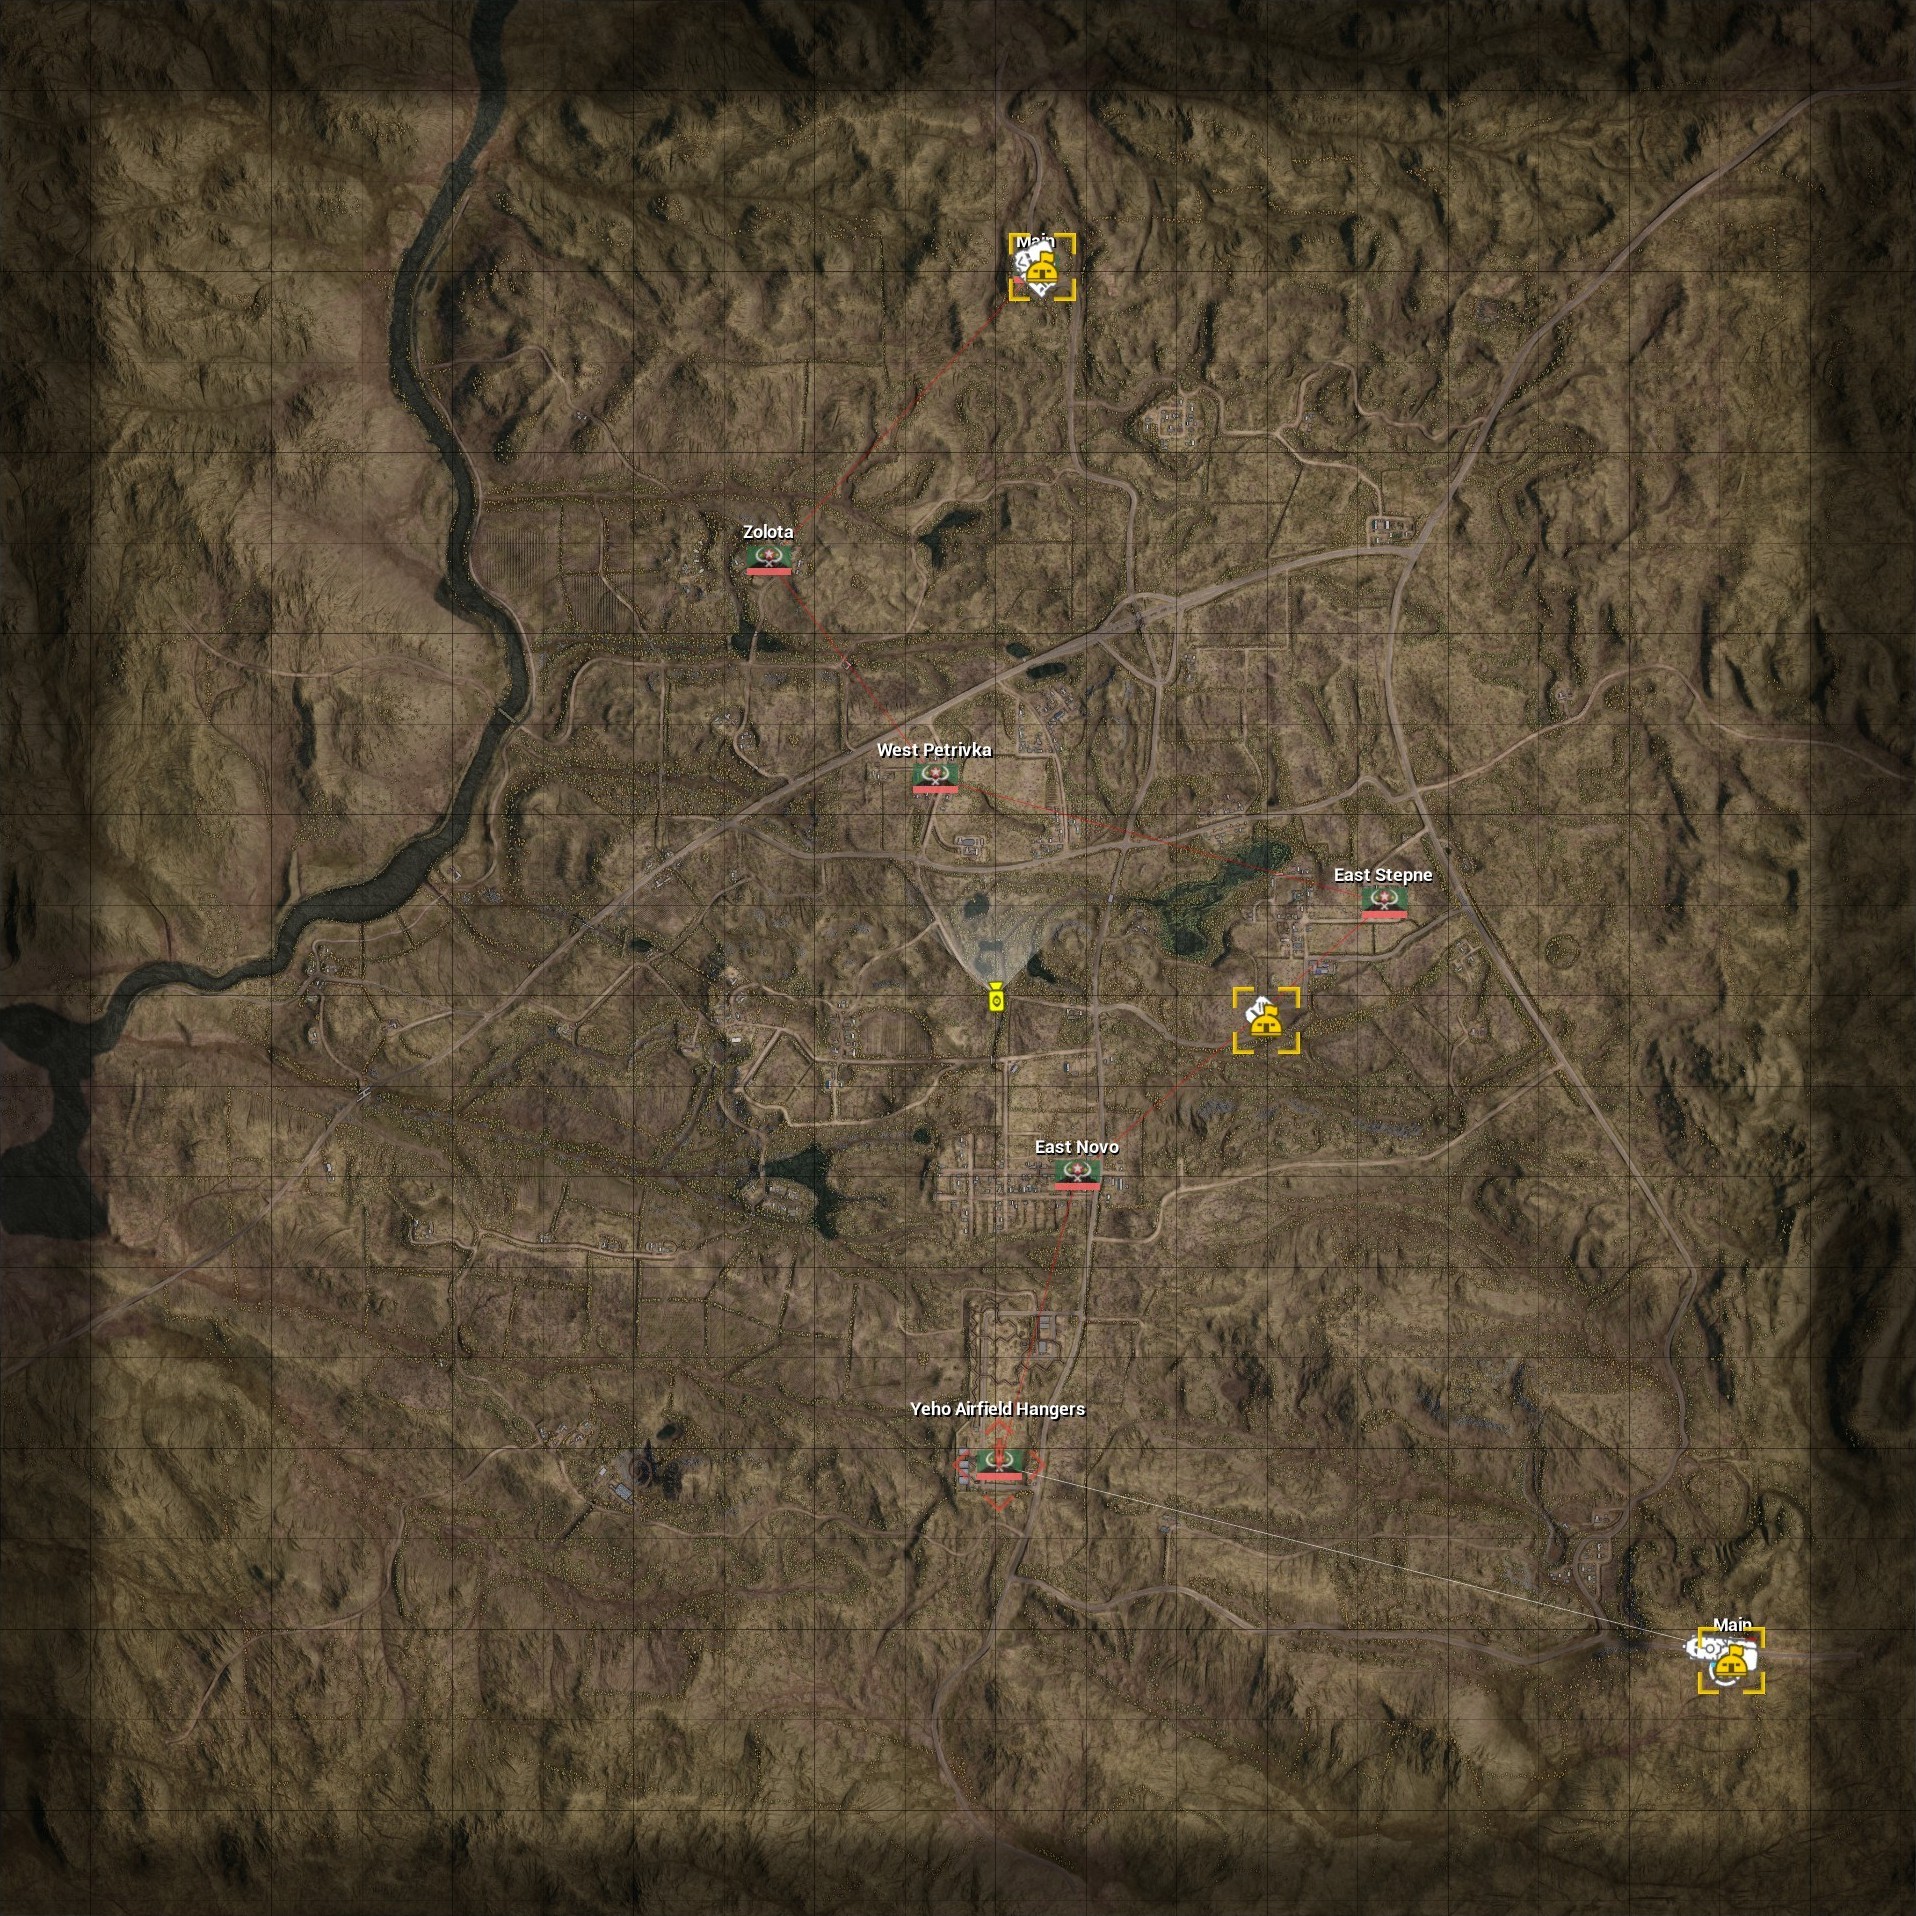 Main
Zolota
West Petrivka
East Stepne
East Novo
Yeho Airfield Hangers
Main